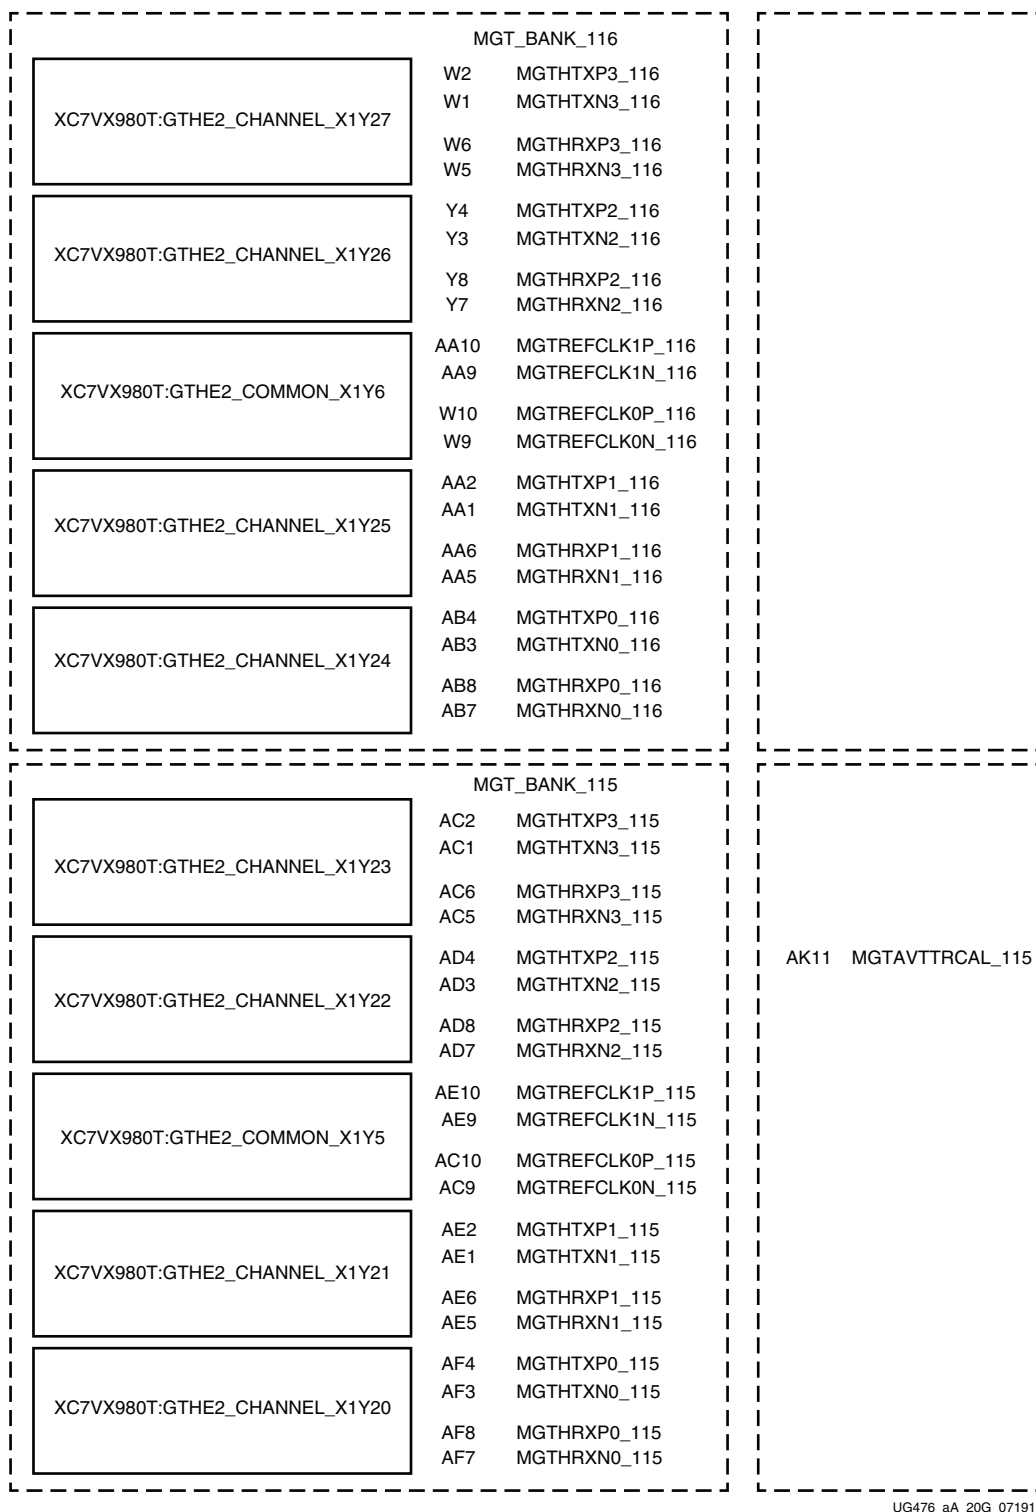 MGT_BANK_116
XC7VX980T:GTHE2_CHANNEL_X1Y27
W2 MGTHTXP3_116
W1 MGTHTXN3_116
W6 MGTHRXP3_116
W5 MGTHRXN3_116
XC7VX980T:GTHE2_CHANNEL_X1Y26
Y4 MGTHTXP2_116
Y3 MGTHTXN2_116
Y8 MGTHRXP2_116
Y7 MGTHRXN2_116
XC7VX980T:GTHE2_COMMON_X1Y6
AA10 MGTREFCLK1P_116
AA9 MGTREFCLK1N_116
W10 MGTREFCLK0P_116
W9 MGTREFCLK0N_116
XC7VX980T:GTHE2_CHANNEL_X1Y25
AA2 MGTHTXP1_116
AA1 MGTHTXN1_116
AA6 MGTHRXP1_116
AA5 MGTHRXN1_116
XC7VX980T:GTHE2_CHANNEL_X1Y24
AB4 MGTHTXP0_116
AB3 MGTHTXN0_116
AB8 MGTHRXP0_116
AB7 MGTHRXN0_116
MGT_BANK_115
XC7VX980T:GTHE2_CHANNEL_X1Y23
AC2 MGTHTXP3_115
AC1 MGTHTXN3_115
AC6 MGTHRXP3_115
AC5 MGTHRXN3_115
XC7VX980T:GTHE2_CHANNEL_X1Y22
AD4 MGTHTXP2_115
AD3 MGTHTXN2_115
AD8 MGTHRXP2_115
AD7 MGTHRXN2_115
XC7VX980T:GTHE2_COMMON_X1Y5
AE10 MGTREFCLK1P_115
AE9 MGTREFCLK1N_115
AC10 MGTREFCLK0P_115
AC9 MGTREFCLK0N_115
XC7VX980T:GTHE2_CHANNEL_X1Y21
AE2 MGTHTXP1_115
AE1 MGTHTXN1_115
AE6 MGTHRXP1_115
AE5 MGTHRXN1_115
XC7VX980T:GTHE2_CHANNEL_X1Y20
AF4 MGTHTXP0_115
AF3 MGTHTXN0_115
AF8 MGTHRXP0_115
AF7 MGTHRXN0_115
AK11 MGTAVTTRCAL_115
UG476_aA_20G_07191